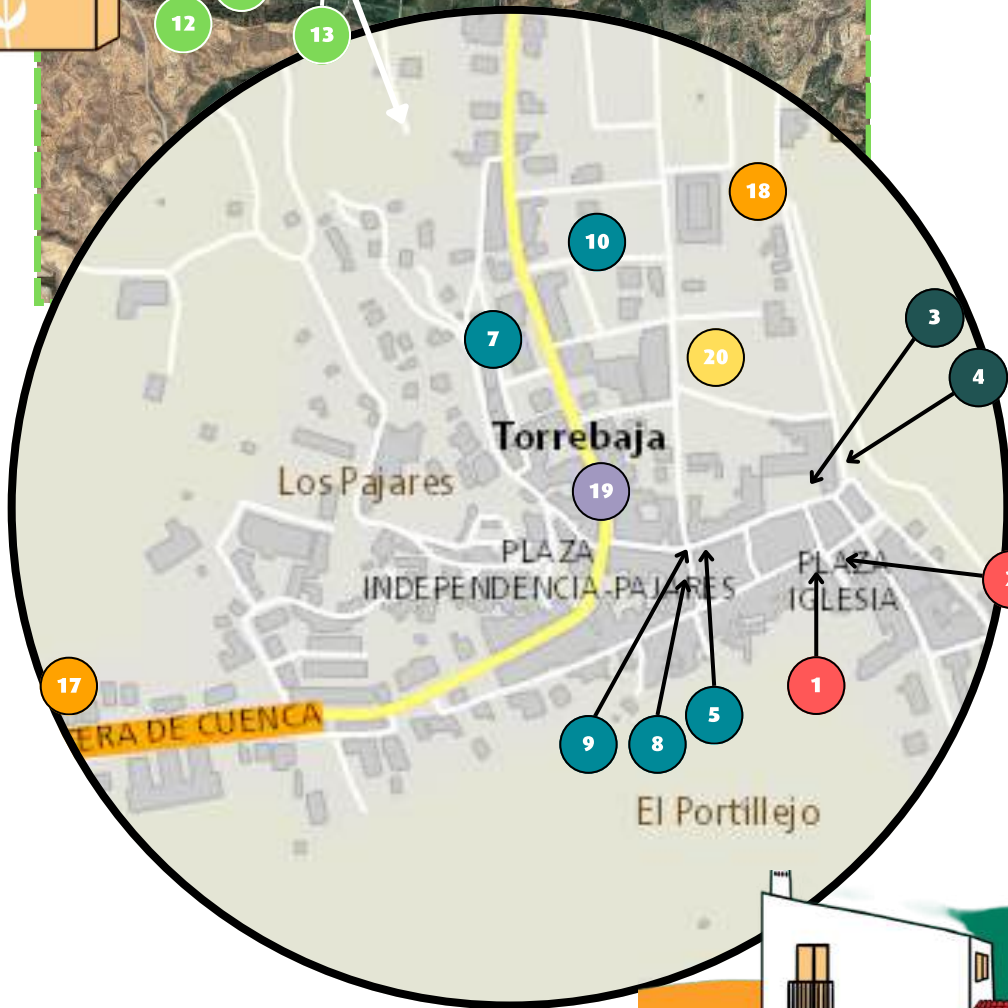 12
13
18
10
3
7
20
4
Torrebaja
Los Pajares
19
PLAZA
INDEPENDENCIA-PAJARES
PLAZA
IGLESIA
17
1
5
ERA DE CUENCA
9
8
El Portillejo